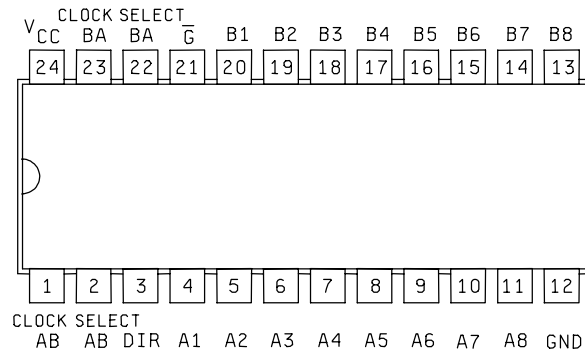 CLOCK SELECT
VCC BA BA G̅ B1 B2 B3 B4 B5 B6 B7 B8
24 23 22 21 20 19 18 17 16 15 14 13
1 2 3 4 5 6 7 8 9 10 11 12
CLOCK SELECT
AB AB DIR A1 A2 A3 A4 A5 A6 A7 A8 GND